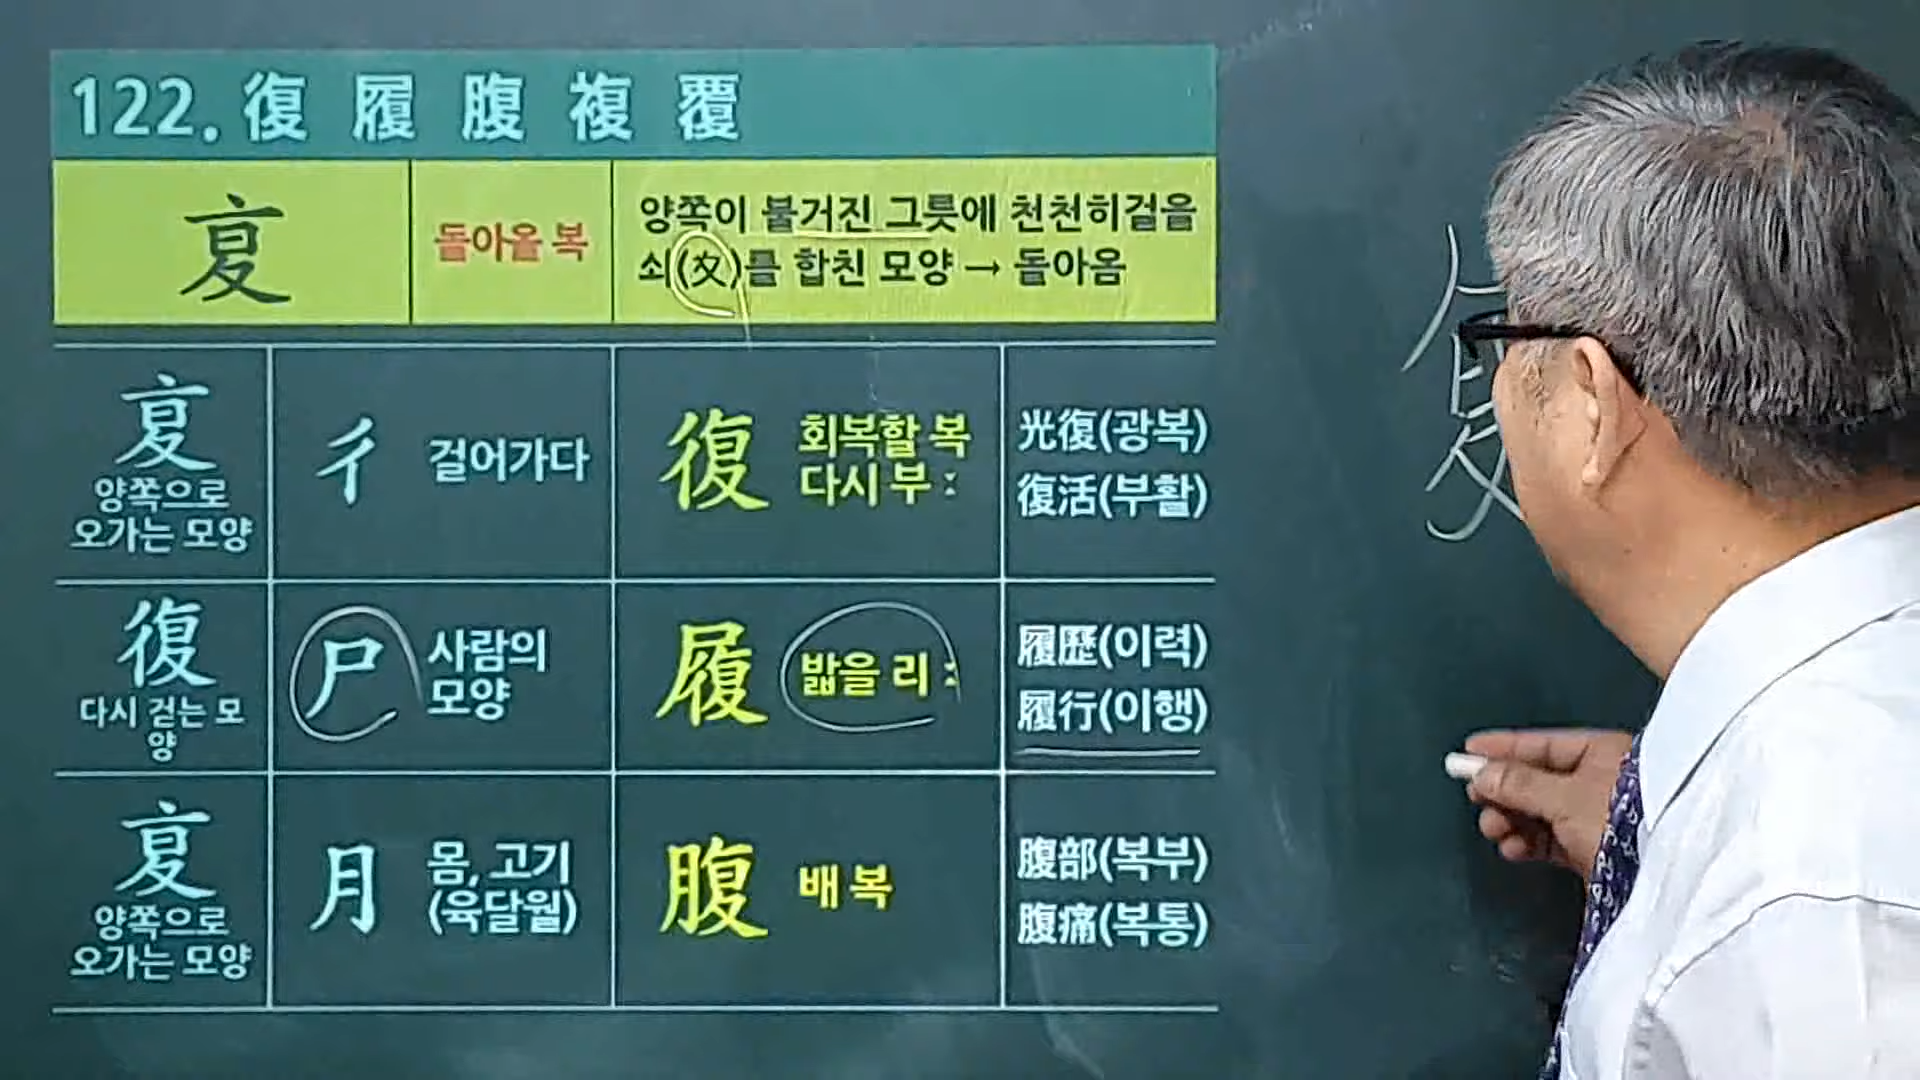 122. 復 履 腹 複 覆
夏 돌아올 복 양쪽이 불거진 그릇에 천천히걸을
쇠(夊)를 합친 모양 → 돌아옴
양쪽으로
오가는 모양
彳 걸어가다
復 회복할 복
다시 부 :
光復(광복)
復活(부활)
復
다시 걷는 모
양
尸 사람의
모양
履 밟을 리 :
履歷(이력)
履行(이행)
양쪽으로
오가는 모양
月 몸, 고기
(육달월)
腹 배 복
腹部(복부)
腹痛(복통)